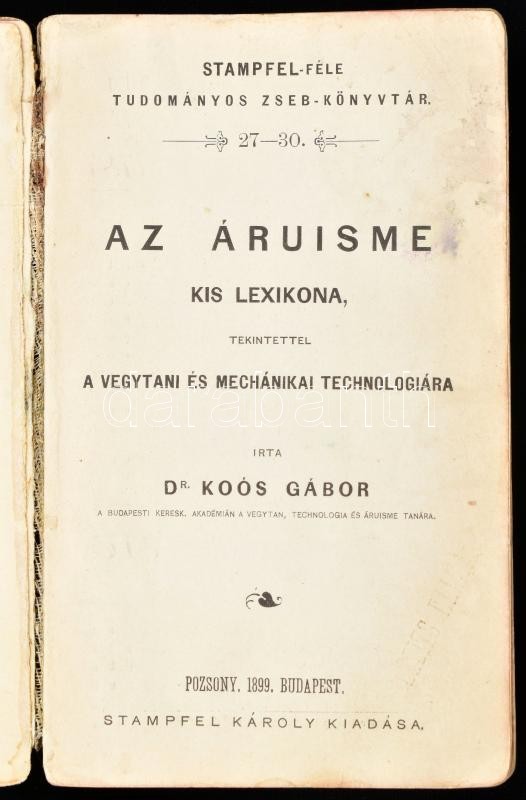 STAMPFEL-FÉLE
TUDOMÁNYOS ZSEB-KÖNYVTÁR.
27—30.
AZ ÁRUISME
KIS LEXIKONA,
TEKINTETTEL
A VEGYTANI ÉS MECHÁNIKAI TECHNOLOGIÁRA
darabanth
IRTA
DR. KOÓS GÁBOR
A BUDAPESTI KERESK. AKADÉMIÁN A VEGYTAN, TECHNOLOGIA ÉS ÁRUISME TANÁRA.
POZSONY. 1899. BUDAPEST.
STAMPFEL KÁROLY KIADÁSA.